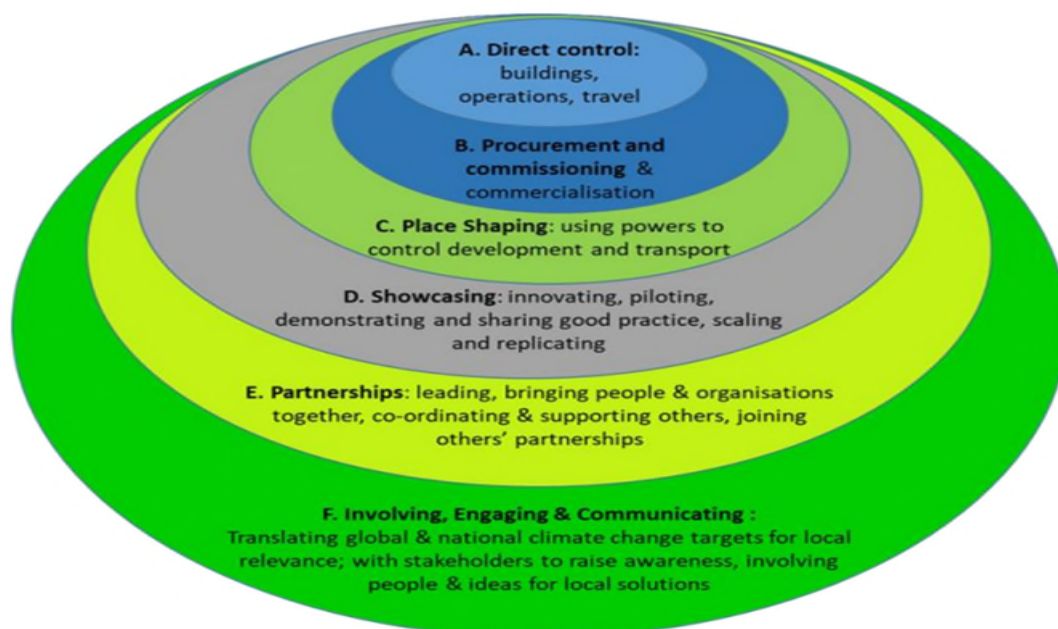 A. Direct control:
buildings,
operations, travel
B. Procurement and
commissioning &
commercialisation
C. Place Shaping: using powers to
control development and transport
D. Showcasing: innovating, piloting,
demonstrating and sharing good practice, scaling
and replicating
E. Partnerships: leading, bringing people & organisations
together, co-ordinating & supporting others, joining
others’ partnerships
F. Involving, Engaging & Communicating :
Translating global & national climate change targets for local
relevance; with stakeholders to raise awareness, involving
people & ideas for local solutions